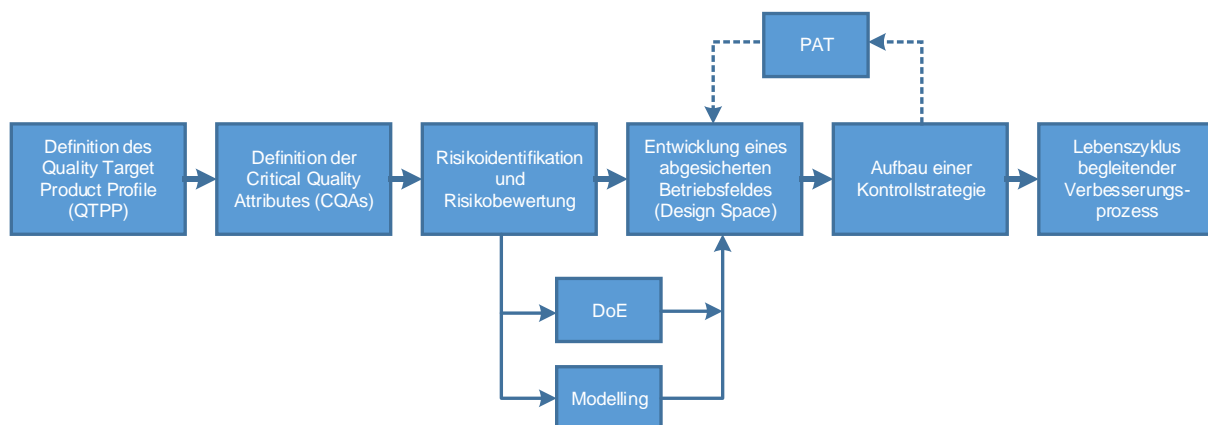 PAT
Definition des
Quality Target
Product Profile
(QTPP)
Definition der
Critical Quality
Attributes (CQAs)
Risikoidentifikation
und
Risikobewertung
Entwicklung eines
abgesicherten
Betriebsfeldes
(Design Space)
Aufbau einer
Kontrollstrategie
Lebenszyklus
begleitender
Verbesserungs-
prozess
DoE
Modelling